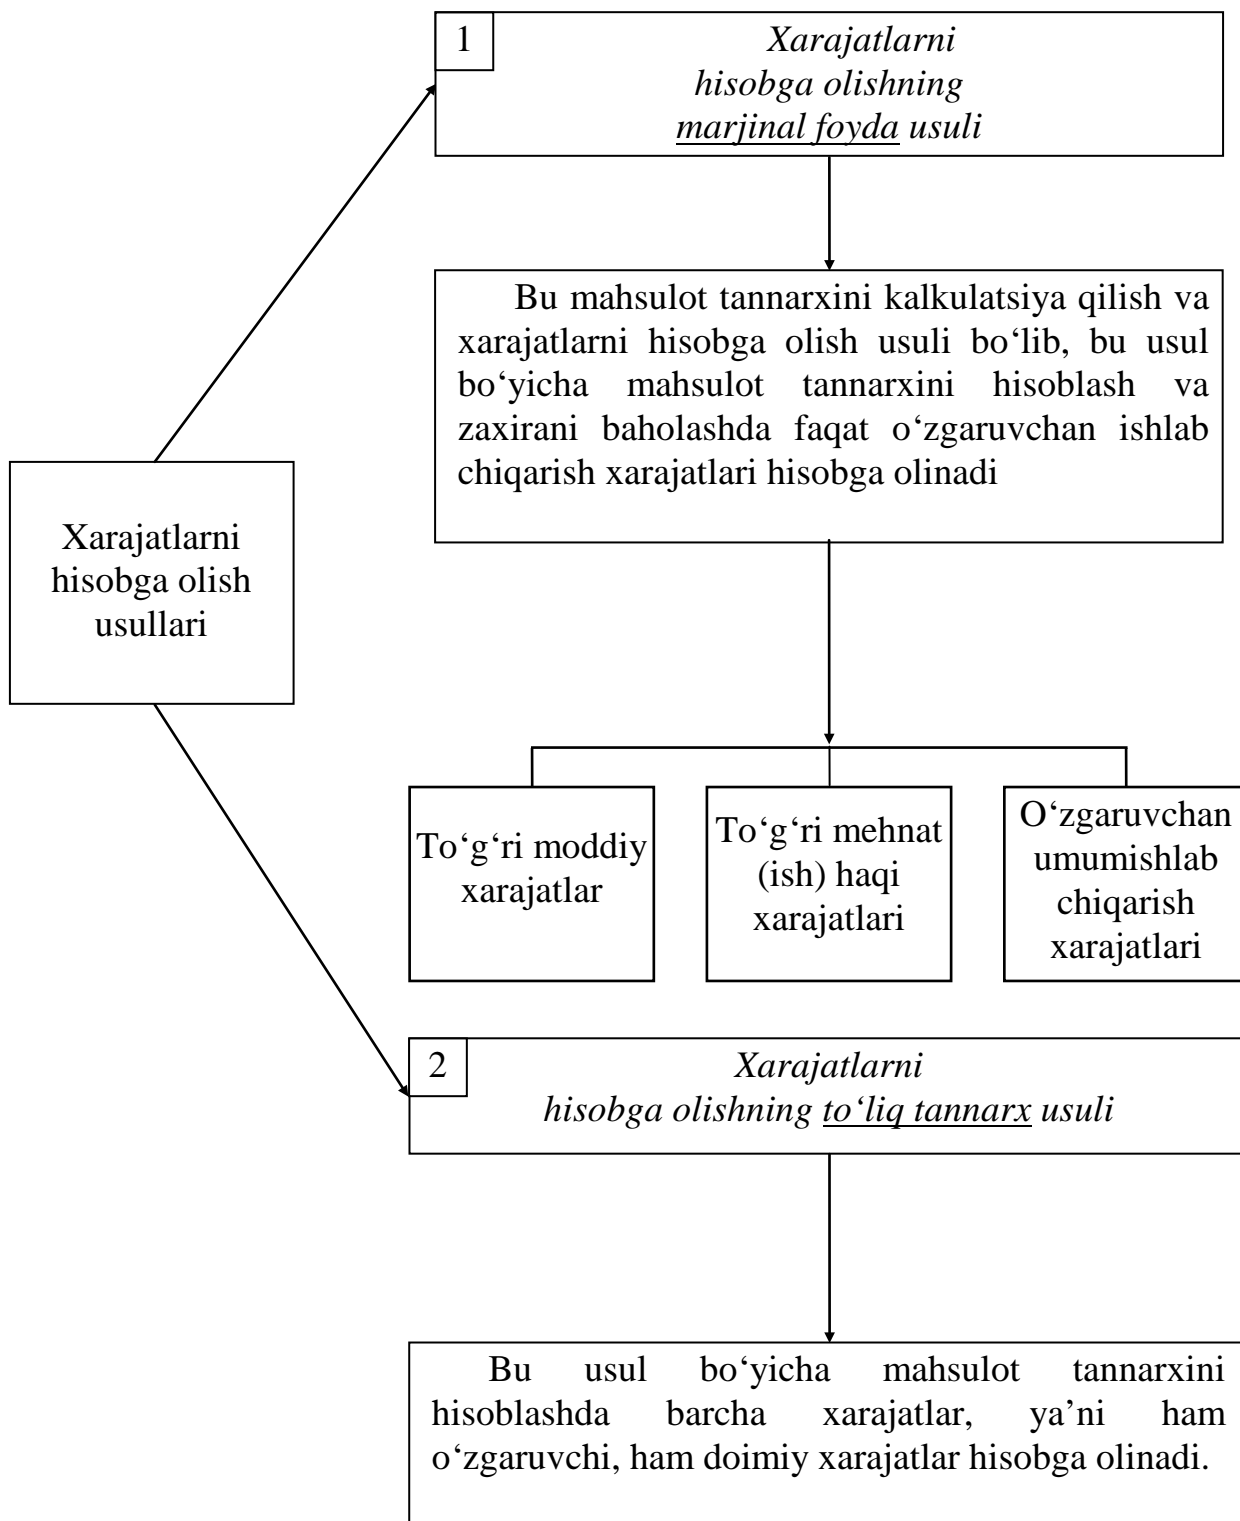 1
Xarajatlarni
hisobga olishning
marjinal foyda usuli
Bu mahsulot tannarxini kalkulatsiya qilish va
xarajatlarni hisobga olish usuli bo‘lib, bu usul
bo‘yicha mahsulot tannarxini hisoblash va
zaxirani baholashda faqat o‘zgaruvchan ishlab
chiqarish xarajatlari hisobga olinadi
Xarajatlarni
hisobga olish
usullari
To‘g‘ri moddiy
xarajatlar
To‘g‘ri mehnat
(ish) haqi
xarajatlari
O‘zgaruvchan
umumishlab
chiqarish
xarajatlari
2
Xarajatlarni
hisobga olishning to‘liq tannarx usuli
Bu usul bo‘yicha mahsulot tannarxini
hisoblashda barcha xarajatlar, ya’ni ham
o‘zgaruvchi, ham doimiy xarajatlar hisobga olinadi.